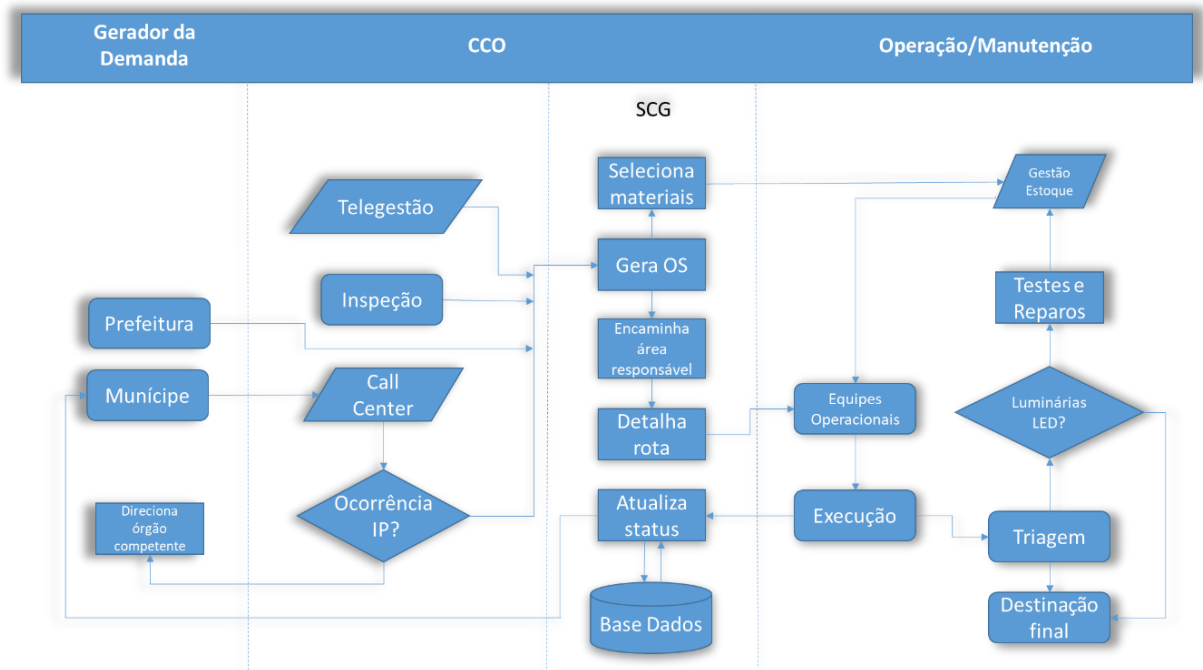 Gerador da
Demanda
CCO
Operação/Manutenção
SCG
Telegestão
Inspeção
Prefeitura
Munícipe
Call
Center
Direciona
órgão
competente
Ocorrência
IP?
Seleciona
materiais
Gera OS
Encaminha
área
responsável
Detalha
rota
Atualiza
status
Base Dados
Gestão
Estoque
Testes e
Reparos
Equipes
Operacionais
Luminárias
LED?
Execução
Triagem
Destinação
final